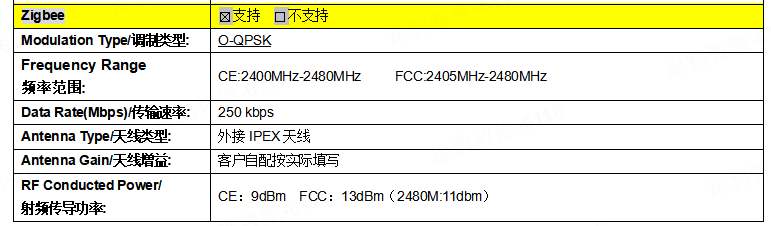 Zigbee ☒支持 □不支持
Modulation Type/调制类型: O-QPSK
Frequency Range
频率范围: CE:2400MHz-2480MHz FCC:2405MHz-2480MHz
Data Rate(Mbps)/传输速率: 250 kbps
Antenna Type/天线类型: 外接 IPEX 天线
Antenna Gain/天线增益: 客户自配按实际填写
RF Conducted Power/
射频传导功率: CE：9dBm FCC：13dBm（2480M:11dbm）